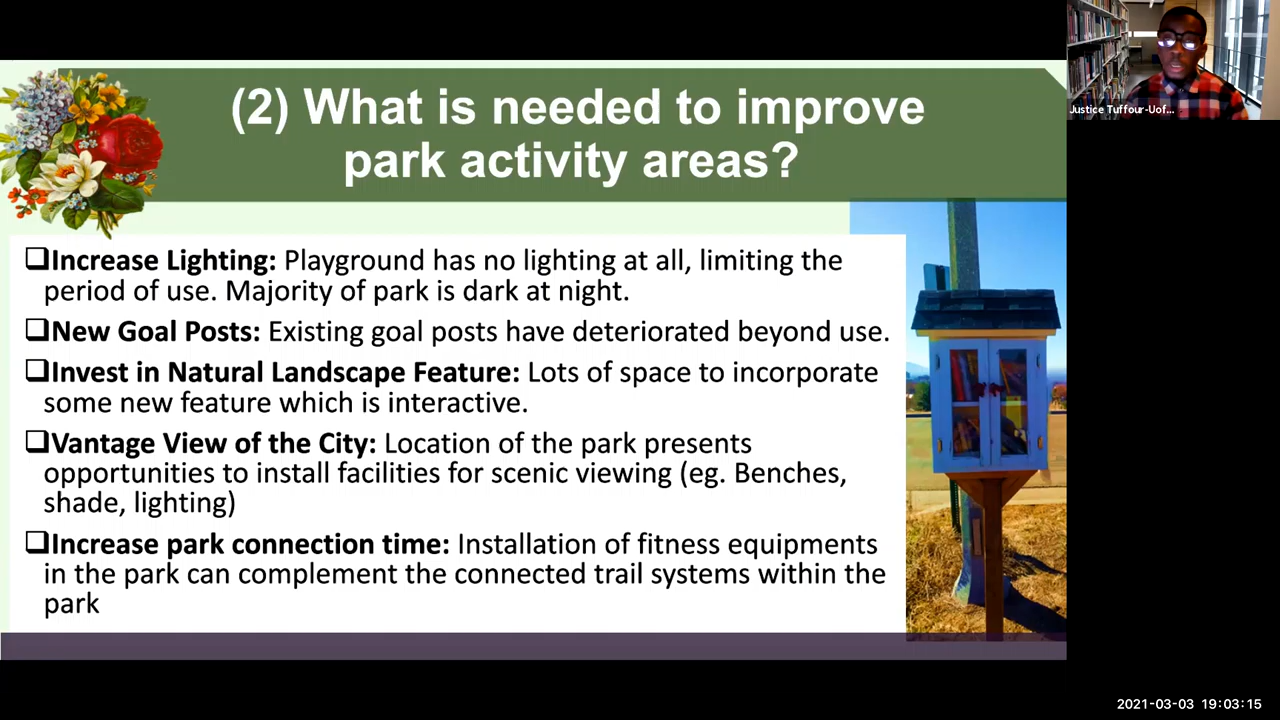 Justice Tuffour-Uof...
(2) What is needed to improve
park activity areas?
❑Increase Lighting: Playground has no lighting at all, limiting the
period of use. Majority of park is dark at night.
❑New Goal Posts: Existing goal posts have deteriorated beyond use.
❑Invest in Natural Landscape Feature: Lots of space to incorporate
some new feature which is interactive.
❑Vantage View of the City: Location of the park presents
opportunities to install facilities for scenic viewing (eg. Benches,
shade, lighting)
❑Increase park connection time: Installation of fitness equipments
in the park can complement the connected trail systems within the
park
2021-03-03 19:03:15